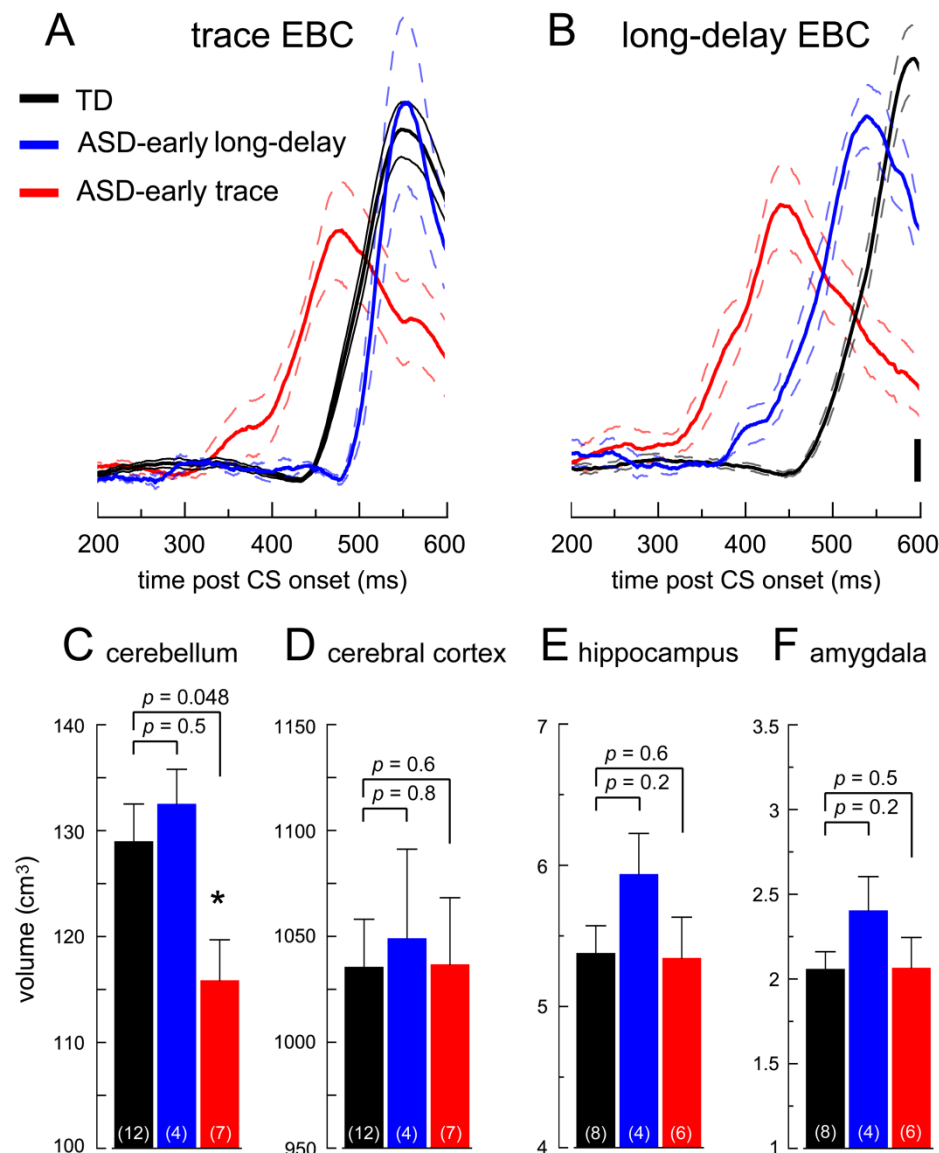 A trace EBC
B long-delay EBC
TD
ASD-early long-delay
ASD-early trace
200 300 400 500 600
time post CS onset (ms)
200 300 400 500 600
time post CS onset (ms)
C cerebellum
D cerebral cortex
E hippocampus
F amygdala
volume (cm³)
140
130
120
110
100
p = 0.048
p = 0.5
*
(12) (4) (7)
1150
1100
1050
1000
950
p = 0.6
p = 0.8
(12) (4) (7)
7
6
5
4
p = 0.6
p = 0.2
(8) (4) (6)
3.5
3
2.5
2
1.5
1
p = 0.5
p = 0.2
(8) (4) (6)